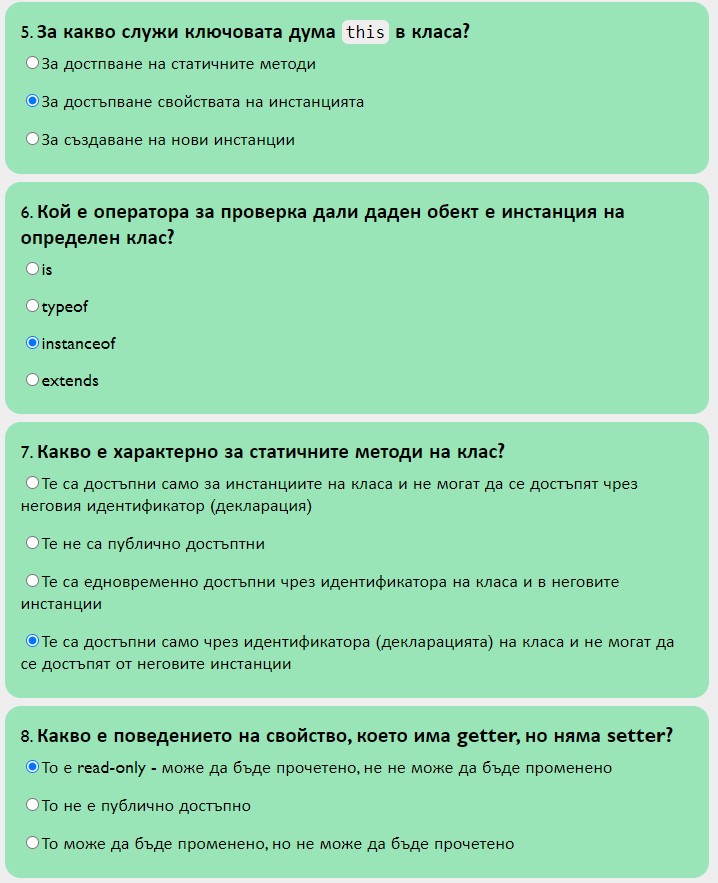 5. За какво служи ключовата дума this в класа?
За достпване на статичните методи
За достъпване свойствата на инстанцията
За създаване на нови инстанции
6. Кой е оператора за проверка дали даден обект е инстанция на
определен клас?
is
typeof
instanceof
extends
7. Какво е характерно за статичните методи на клас?
Те са достъпни само за инстанциите на класа и не могат да се достъпят чрез
неговия идентификатор (декларация)
Те не са публично достъптни
Те са едновременно достъпни чрез идентификатора на класа и в неговите
инстанции
Те са достъпни само чрез идентификатора (декларацията) на класа и не могат да
се достъпят от неговите инстанции
8. Какво е поведението на свойство, което има getter, но няма setter?
То е read-only - може да бъде прочетено, не не може да бъде променено
То не е публично достъпно
То може да бъде променено, но не може да бъде прочетено